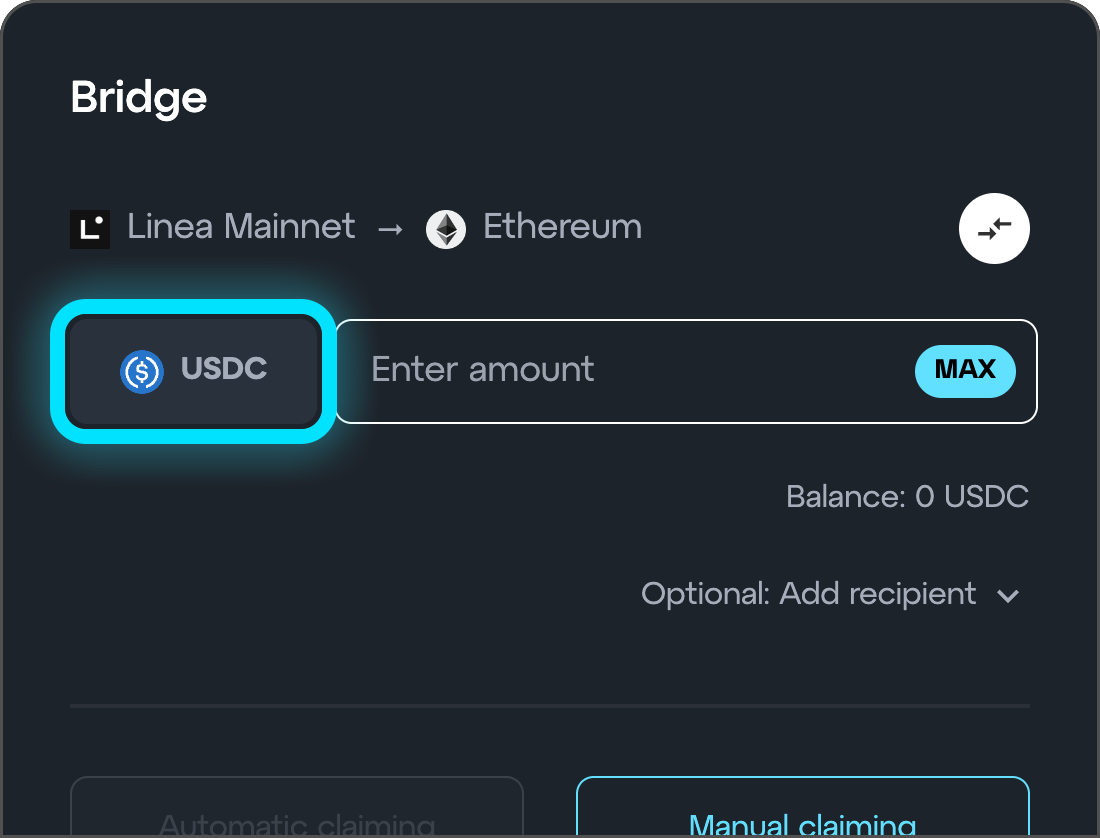 Bridge
Linea Mainnet → Ethereum
USDC Enter amount MAX
Balance: 0 USDC
Optional: Add recipient
Automatic claiming Manual claiming